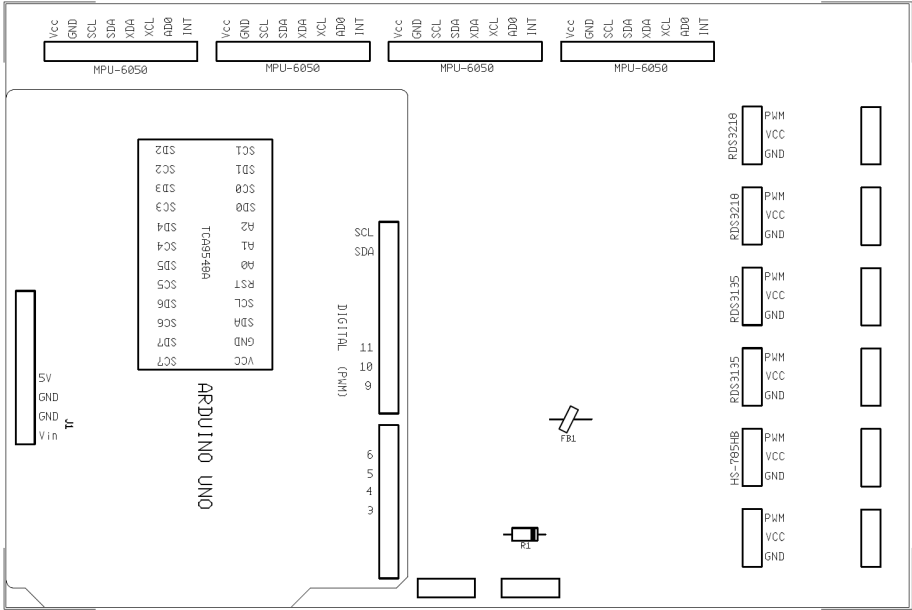 Vcc GND SCL SDA XDA XCL AD0 INT
MPU-6050
Vcc GND SCL SDA XDA XCL AD0 INT
MPU-6050
Vcc GND SCL SDA XDA XCL AD0 INT
MPU-6050
Vcc GND SCL SDA XDA XCL AD0 INT
MPU-6050
SD2 SC1
SC2 SD1
SD3 SC0
SC3 SD0
SD4 A2
SC4 A1
SD5 A0
SC5 RST
SD6 SCL
SC6 SDA
SD7 GND
SC7 VCC
TCA9548A
ARDUINO UNO
5V
GND
GND
Vin
J1
SCL
SDA
DIGITAL (PWM)
11
10
9
6
5
4
3
FB1
R1
RDS3218
PWM
VCC
GND
RDS3218
PWM
VCC
GND
RDS3135
PWM
VCC
GND
RDS3135
PWM
VCC
GND
HS-785HB
PWM
VCC
GND
PWM
VCC
GND